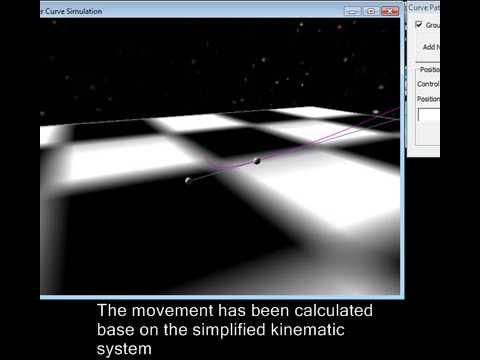 r Curve Simulation
Curve Pat
Grou
Add N
Position
Control
Position
The movement has been calculated
base on the simplified kinematic
system